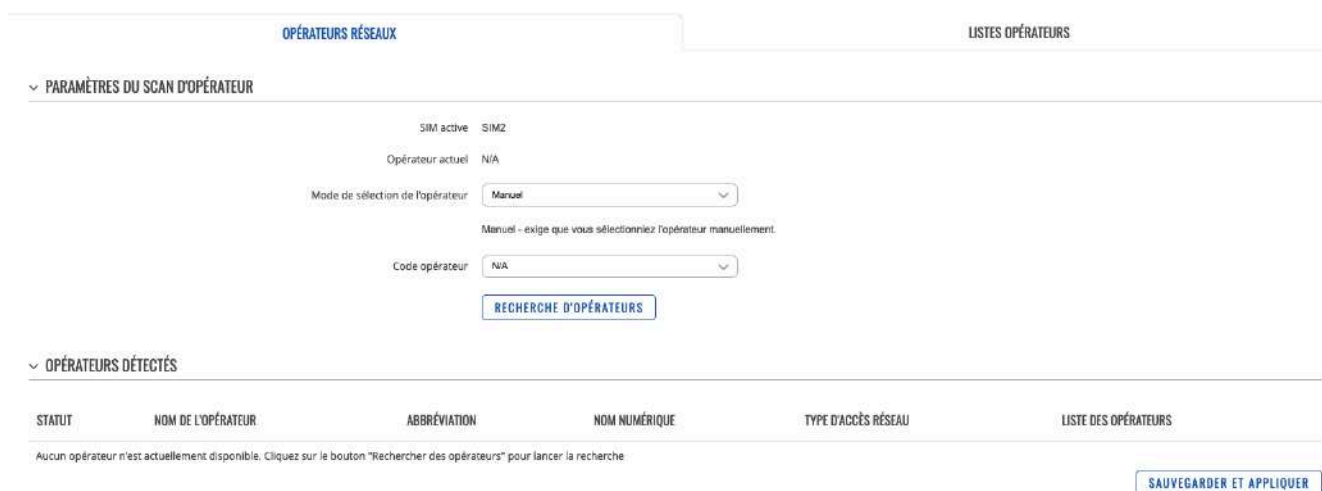 OPÉRATEURS RÉSEAUX LISTES OPÉRATEURS
PARAMÈTRES DU SCAN D'OPÉRATEUR
SIM active SIM2
Opérateur actuel N/A
Mode de sélection de l'opérateur Manuel
Manuel - exige que vous sélectionniez l'opérateur manuellement.
Code opérateur N/A
RECHERCHE D'OPÉRATEURS
OPÉRATEURS DÉTECTÉS
STATUT NOM DE L'OPÉRATEUR ABBRÉVIATION NOM NUMÉRIQUE TYPE D'ACCÈS RÉSEAU LISTE DES OPÉRATEURS
Aucun opérateur n'est actuellement disponible. Cliquez sur le bouton "Rechercher des opérateurs" pour lancer la recherche
SAUVEGARDER ET APPLIQUER